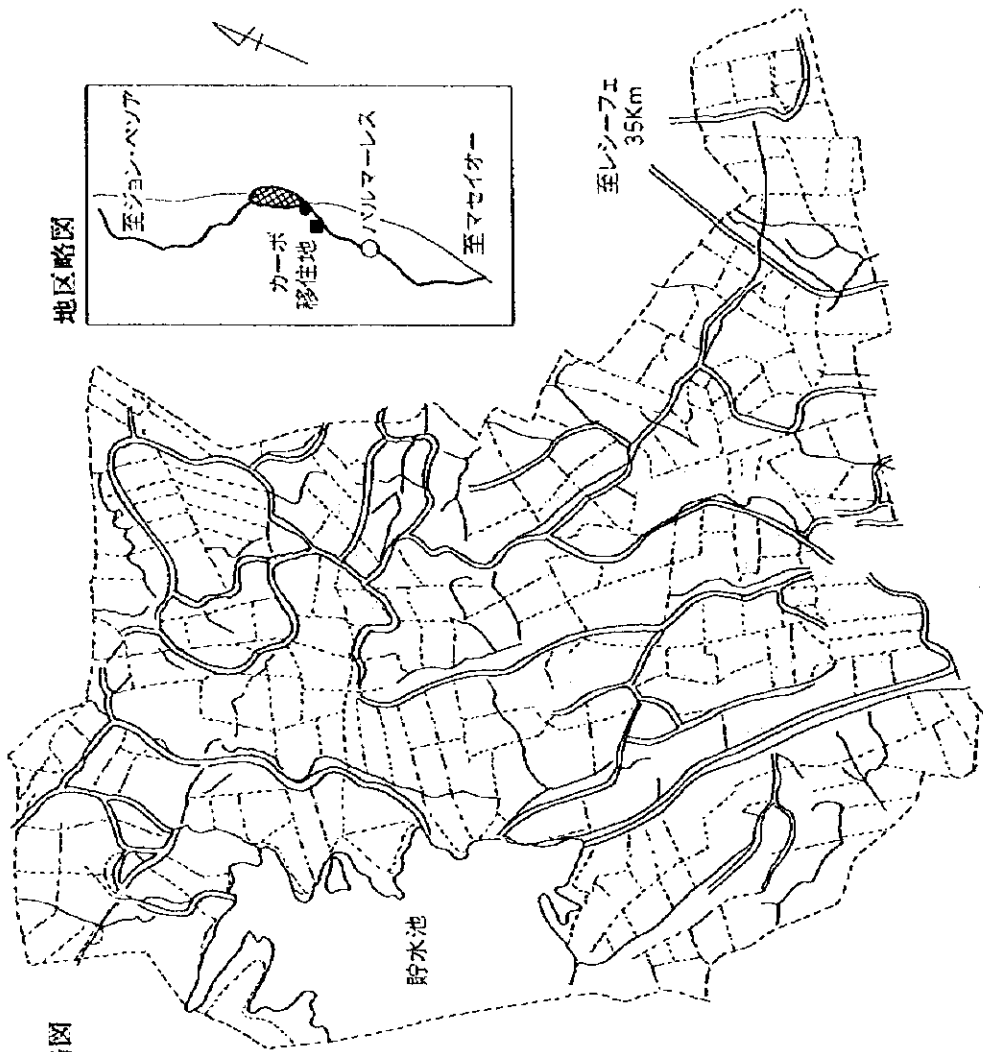 地区略図
至ジョン・ペソア
カーボ
移住地
パルマーレス
至マセイオー
至レシーフェ
35Km
貯水池
図